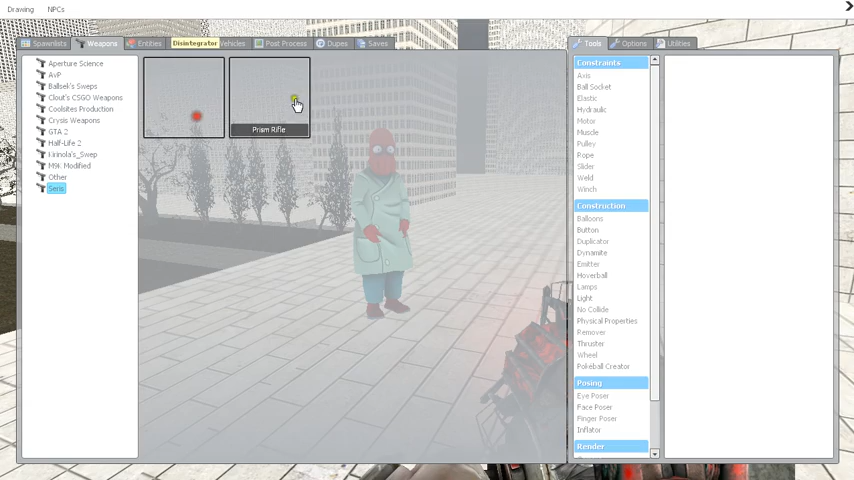 Drawing NPCs
Spawnlists Weapons Entities Disintegrator Vehicles Post Process Dupes Saves
Tools Options Utilities
Aperture Science
AvP
Ballsek's Sweps
Clout's CSGO Weapons
Coolsites Production
Crysis Weapons
GTA 2
Half-Life 2
Kirinola's_Swep
M9K Modified
Other
Seris
Prism Rifle
Constraints
Axis
Ball Socket
Elastic
Hydraulic
Motor
Muscle
Pulley
Rope
Slider
Weld
Winch
Construction
Balloons
Button
Duplicator
Dynamite
Emitter
Hoverball
Lamps
Light
No Collide
Physical Properties
Remover
Thruster
Wheel
Pokéball Creator
Posing
Eye Poser
Face Poser
Finger Poser
Inflator
Render